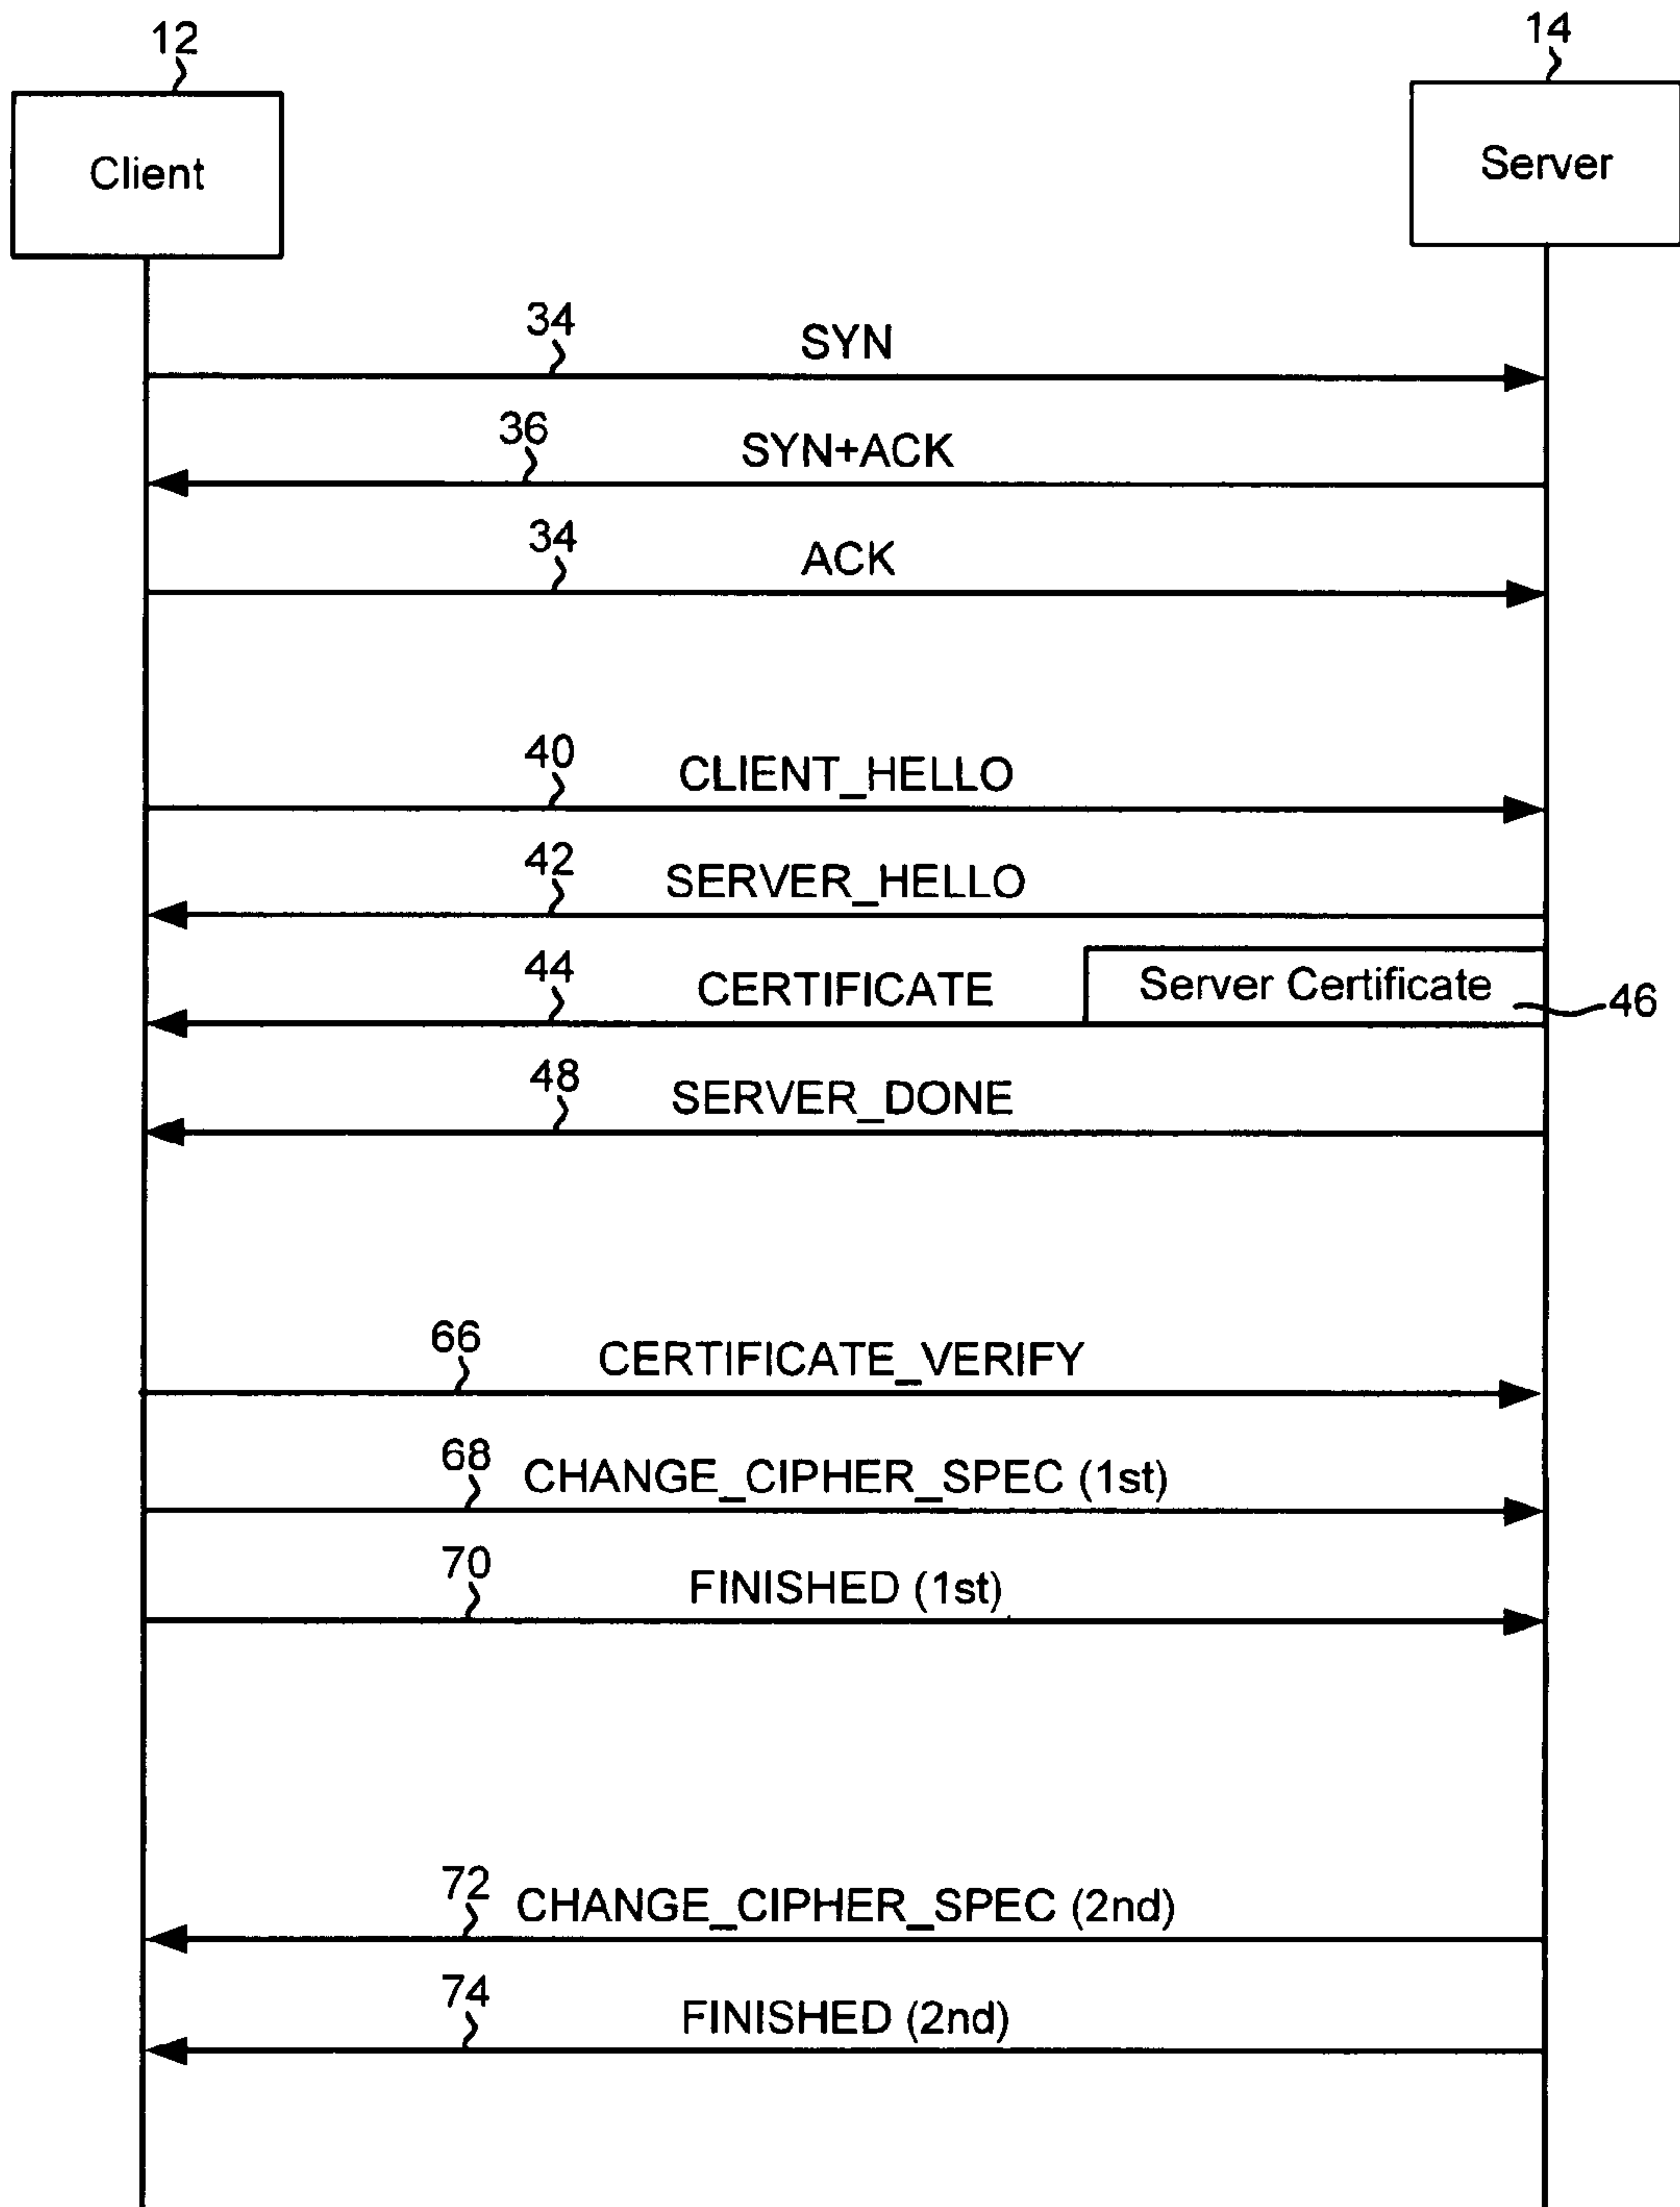 12
14
Client
Server
34
SYN
36
SYN+ACK
34
ACK
40
CLIENT_HELLO
42
SERVER_HELLO
44
CERTIFICATE
Server Certificate
46
48
SERVER_DONE
66
CERTIFICATE_VERIFY
68
CHANGE_CIPHER_SPEC (1st)
70
FINISHED (1st)
72
CHANGE_CIPHER_SPEC (2nd)
74
FINISHED (2nd)